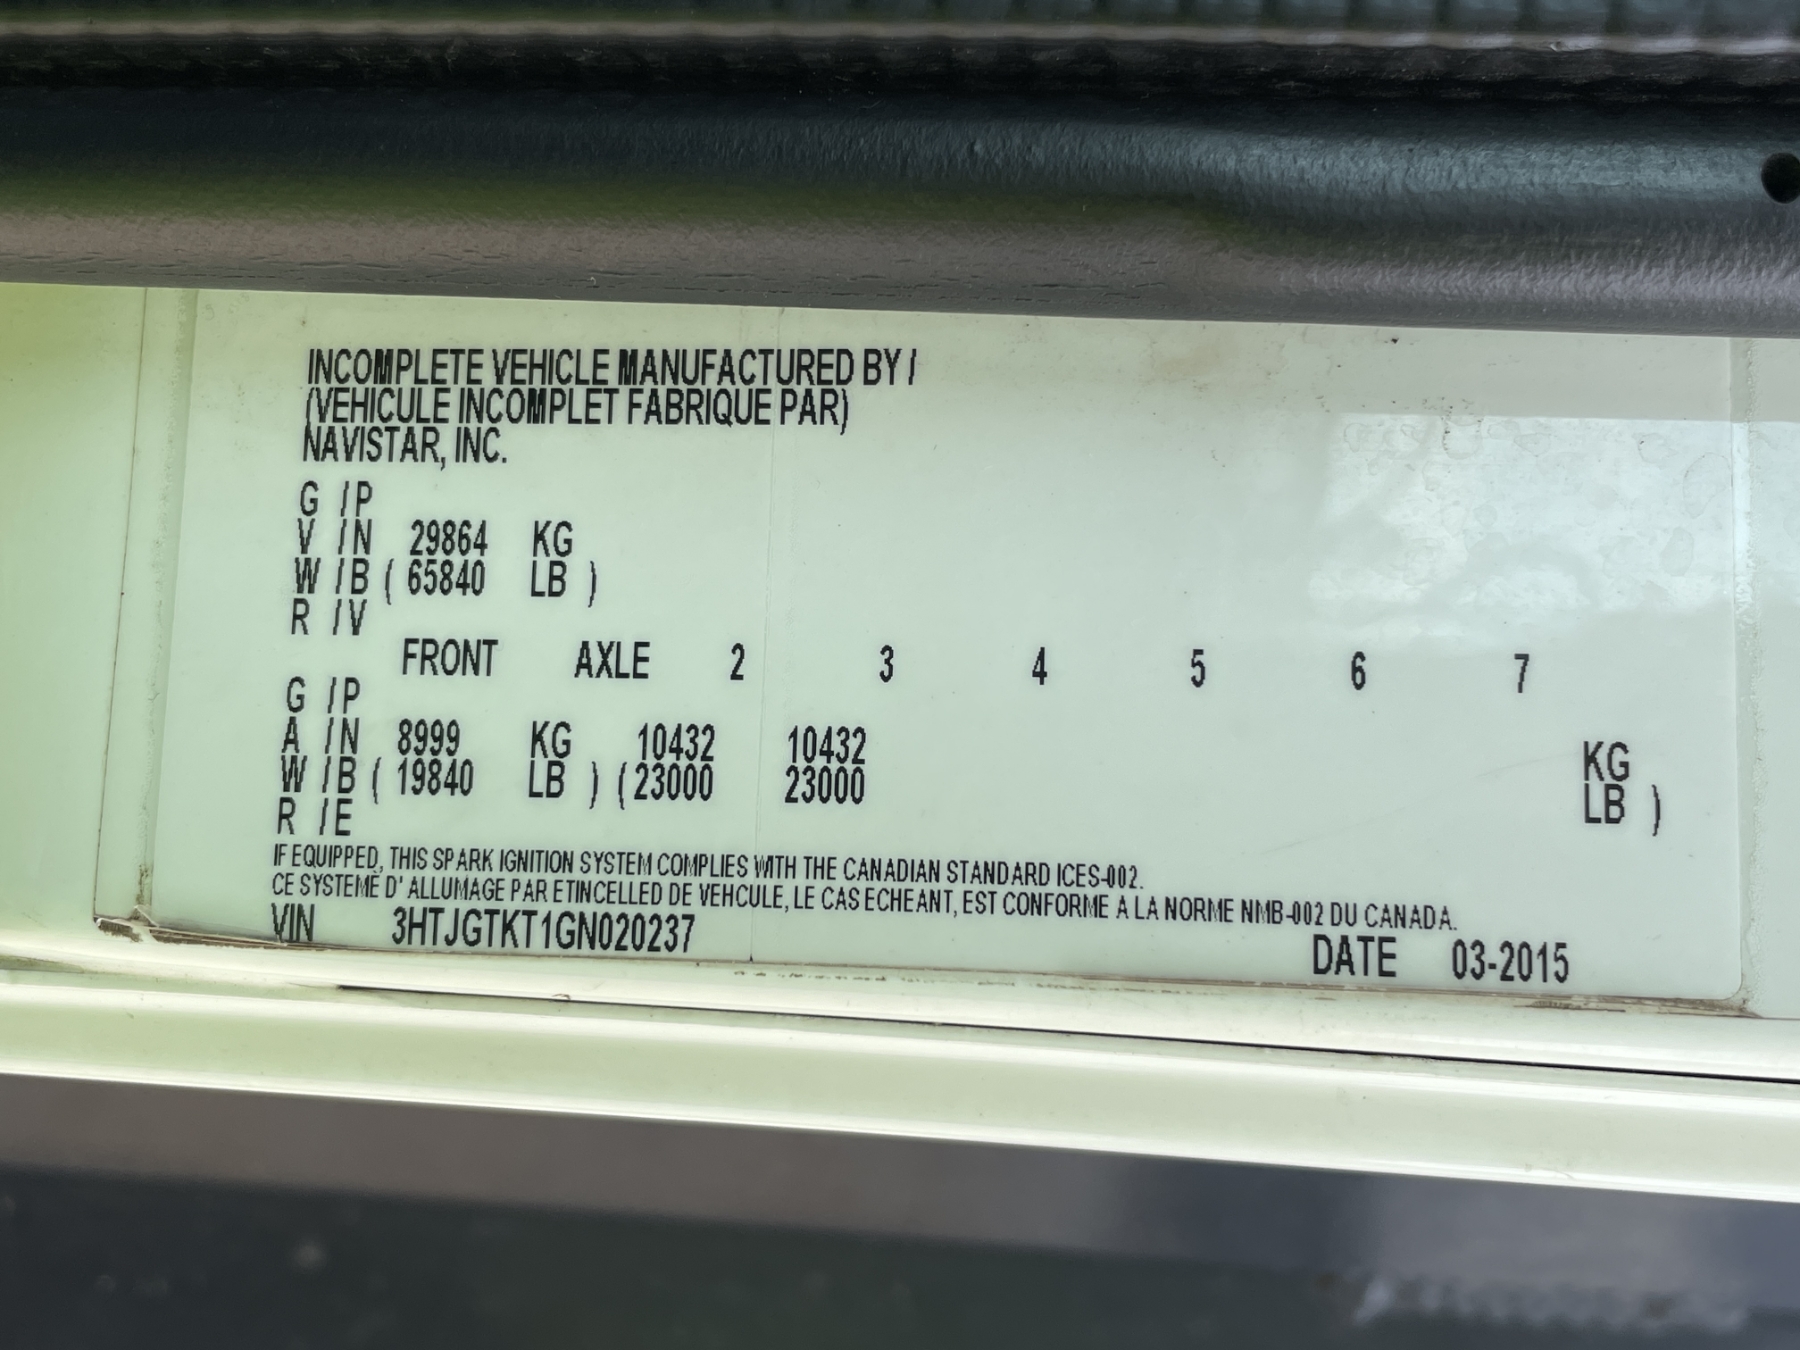 INCOMPLETE VEHICLE MANUFACTURED BY /
(VEHICULE INCOMPLET FABRIQUE PAR)
NAVISTAR, INC.
G /P
V /N 29864 KG
W /B ( 65840 LB )
R /V
FRONT AXLE 2 3 4 5 6 7
G /P
A /N 8999 KG 10432 10432 KG
W /B ( 19840 LB ) ( 23000 23000 LB )
R /E
IF EQUIPPED, THIS SPARK IGNITION SYSTEM COMPLIES WITH THE CANADIAN STANDARD ICES-002.
CE SYSTEMÈ D' ALLUMAGE PAR ETINCELLED DE VEHCULE, LE CAS ECHEANT, EST CONFORME A LA NORME NMB-002 DU CANADA.
VIN 3HTJGTKT1GN020237 DATE 03-2015